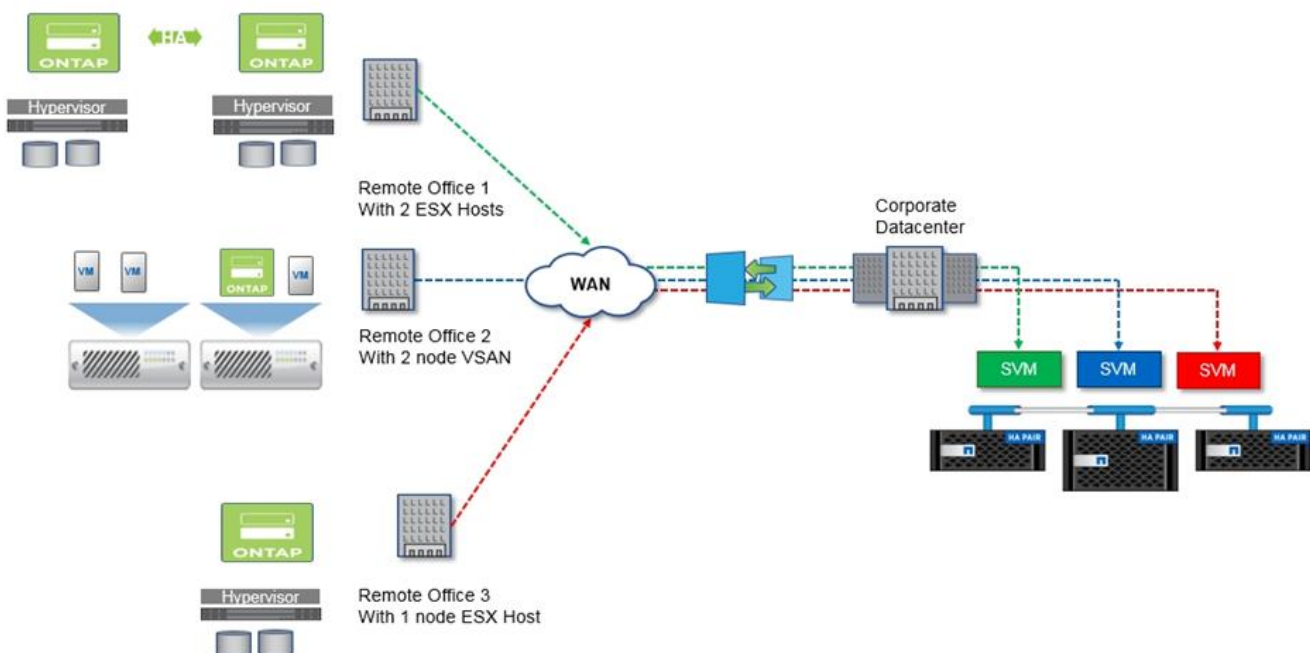 ONTAP
HA
ONTAP
Hypervisor
Hypervisor
Remote Office 1
With 2 ESX Hosts
VM
VM
ONTAP
VM
Remote Office 2
With 2 node VSAN
WAN
Corporate
Datacenter
SVM
SVM
SVM
HA PAIR
HA PAIR
HA PAIR
ONTAP
Hypervisor
Remote Office 3
With 1 node ESX Host